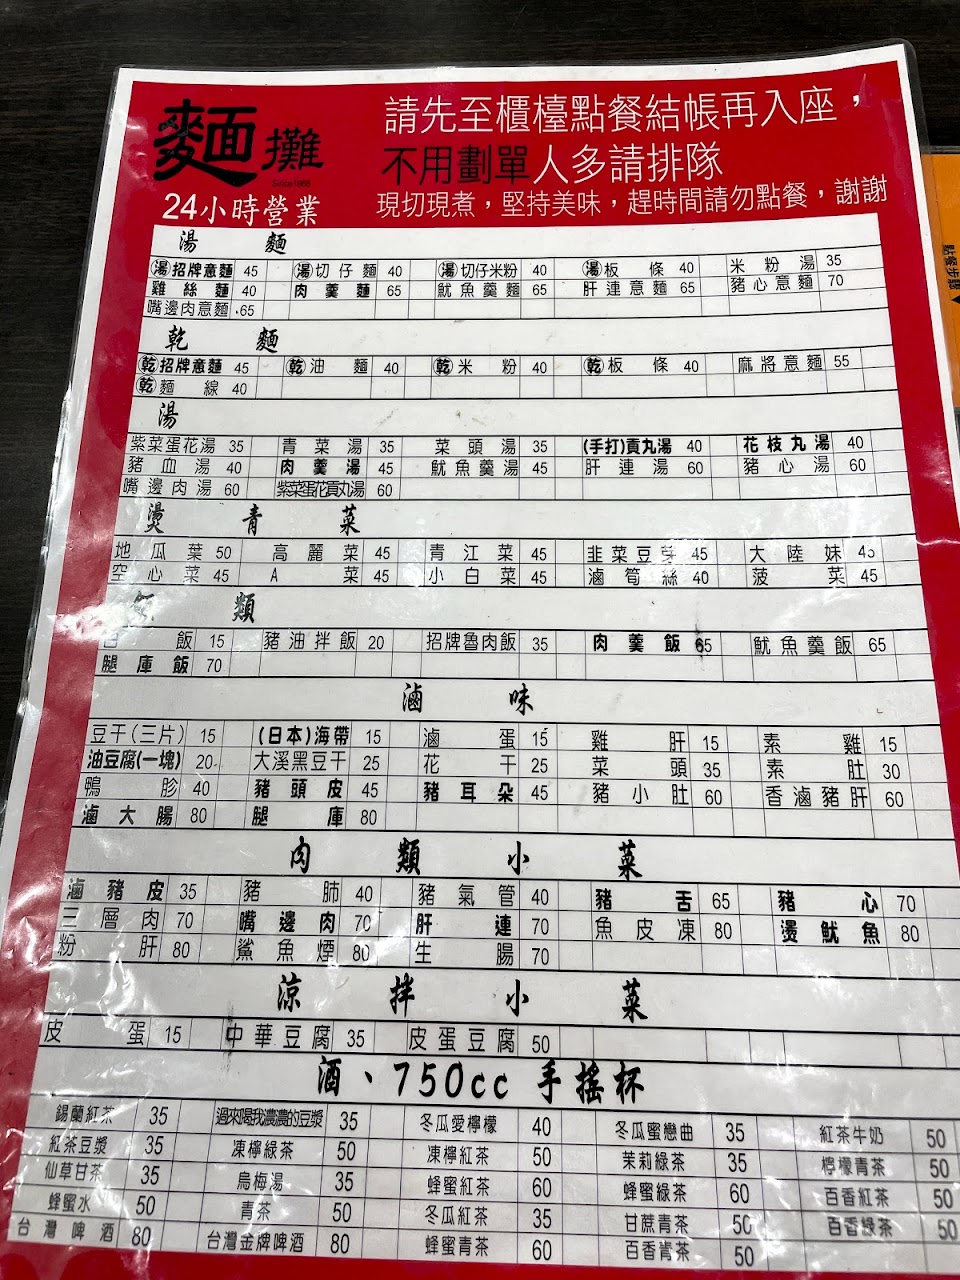 麵攤
Since1988
24小時營業
請先至櫃檯點餐結帳再入座，
不用劃單人多請排隊
現切現煮，堅持美味，趕時間請勿點餐，謝謝
湯麵
湯招牌意麵 45 湯切仔麵 40 湯切仔米粉 40 湯板條 40 米粉湯 35
雞絲麵 40 肉羹麵 65 魷魚羹麵 65 肝連意麵 65 豬心意麵 70
嘴邊肉意麵 65
乾麵
乾招牌意麵 45 乾油麵 40 乾米粉 40 乾板條 40 麻將意麵 55
乾麵線 40
湯
紫菜蛋花湯 35 青菜湯 35 菜頭湯 35 (手打)貢丸湯 40 花枝丸湯 40
豬血湯 40 肉羹湯 45 魷魚羹湯 45 肝連湯 60 豬心湯 60
嘴邊肉湯 60 紫菜蛋花貢丸湯 60
燙青菜
地瓜葉 50 高麗菜 45 青江菜 45 韭菜豆芽 45 大陸妹 45
空心菜 45 A菜 45 小白菜 45 滷筍絲 40 菠菜 45
飯類
白飯 15 豬油拌飯 20 招牌魯肉飯 35 肉羹飯 65 魷魚羹飯 65
腿庫飯 70
滷味
豆干(三片) 15 (日本)海帶 15 滷蛋 15 雞肝 15 素雞 15
油豆腐(一塊) 20 大溪黑豆干 25 花干 25 菜頭 35 素肚 30
鴨胗 40 豬頭皮 45 豬耳朵 45 豬小肚 60 香滷豬肝 60
滷大腸 80 腿庫 80
肉類小菜
滷豬皮 35 豬肺 40 豬氣管 40 豬舌 65 豬心 70
三層肉 70 嘴邊肉 70 肝連 70 魚皮凍 80 燙魷魚 80
粉肝 80 鯊魚煙 80 生腸 70
涼拌小菜
皮蛋 15 中華豆腐 35 皮蛋豆腐 50
酒、750cc手搖杯
錫蘭紅茶 35 過來喝我濃濃的豆漿 35 冬瓜愛檸檬 40 冬瓜蜜戀曲 35 紅茶牛奶 50
紅茶豆漿 35 凍檸綠茶 50 凍檸紅茶 50 茉莉綠茶 35 檸檬青茶 50
仙草甘茶 35 烏梅湯 35 蜂蜜紅茶 60 蜂蜜綠茶 60 百香紅茶 50
蜂蜜水 50 青茶 50 冬瓜紅茶 35 甘蔗青茶 50 百香綠茶 50
台灣啤酒 80 台灣金牌啤酒 80 蜂蜜青茶 60 百香青茶 50
點餐步驟